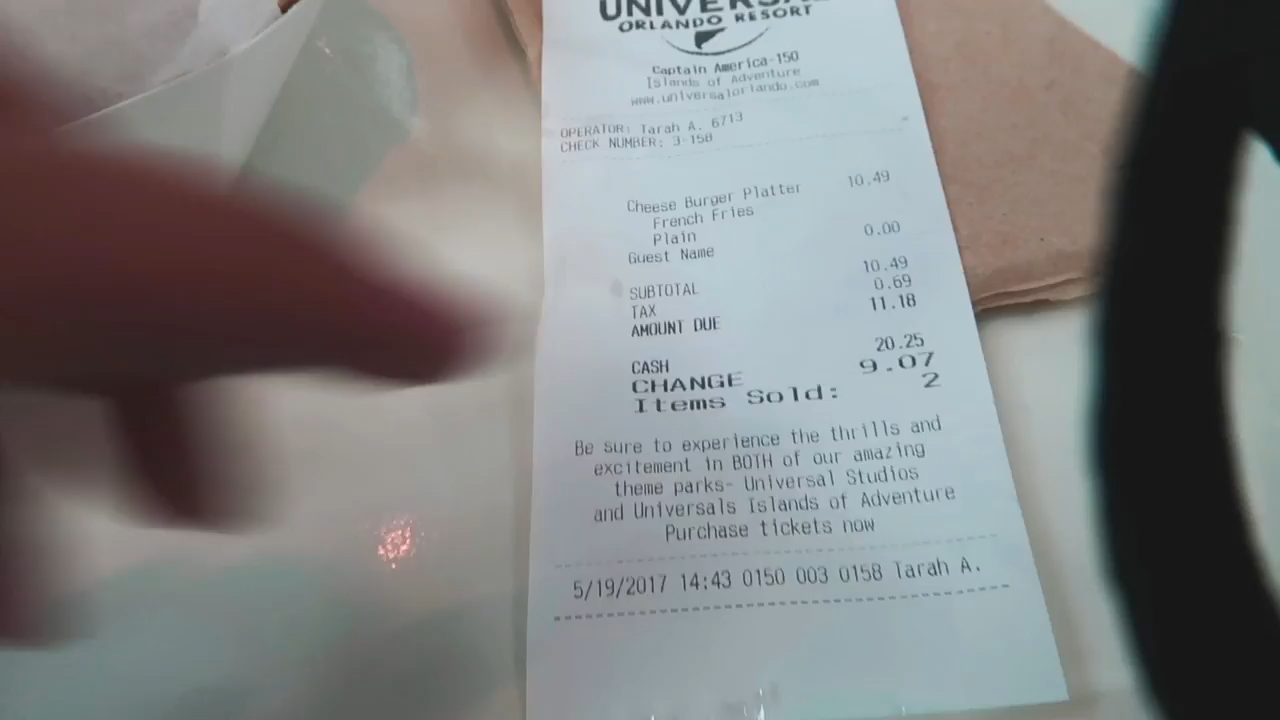 UNIVERSAL
ORLANDO RESORT
Captain America-150
Islands of Adventure
www.universalorlando.com
OPERATOR: Tarah A. 6713
CHECK NUMBER: 3-158
Cheese Burger Platter 10.49
French Fries
Plain
Guest Name 0.00
SUBTOTAL 10.49
TAX 0.69
AMOUNT DUE 11.18
CASH 20.25
CHANGE 9.07
Items Sold: 2
Be sure to experience the thrills and
excitement in BOTH of our amazing
theme parks- Universal Studios
and Universals Islands of Adventure
Purchase tickets now
5/19/2017 14:43 0150 003 0158 Tarah A.